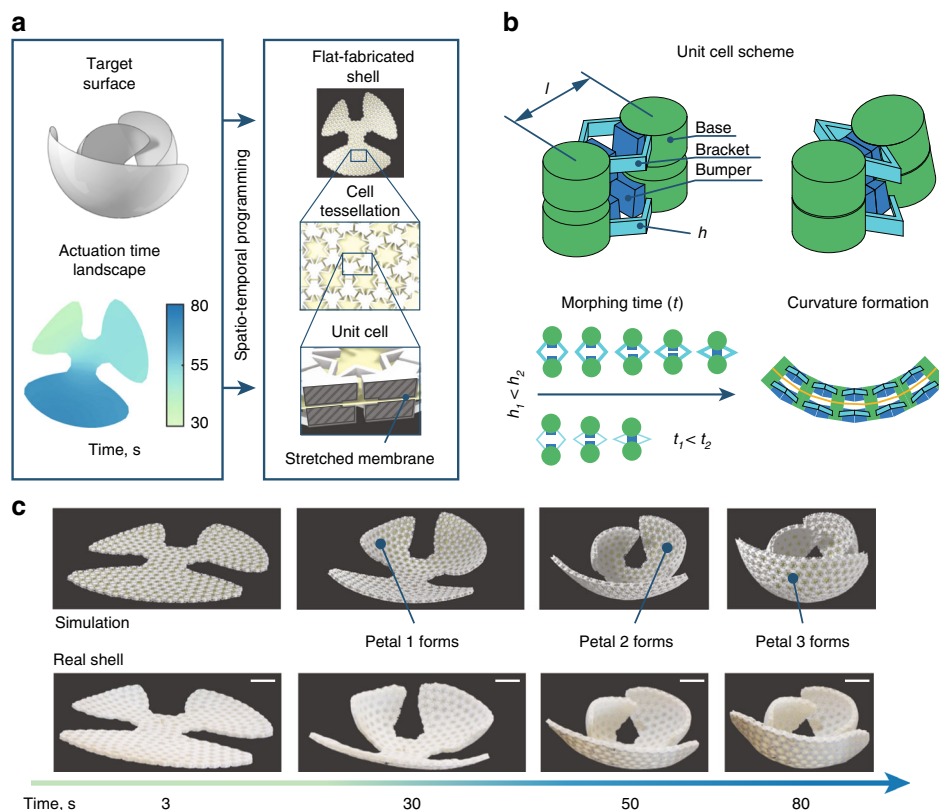 a
Target
surface
Actuation time
landscape
80
55
30
Time, s
Spatio-temporal programming
Flat-fabricated
shell
Cell
tessellation
Unit cell
Stretched membrane
b
Unit cell scheme
l
Base
Bracket
Bumper
h
Morphing time (t)
Curvature formation
h₁ < h₂
t₁< t₂
c
Simulation
Petal 1 forms
Petal 2 forms
Petal 3 forms
Real shell
Time, s
3
30
50
80